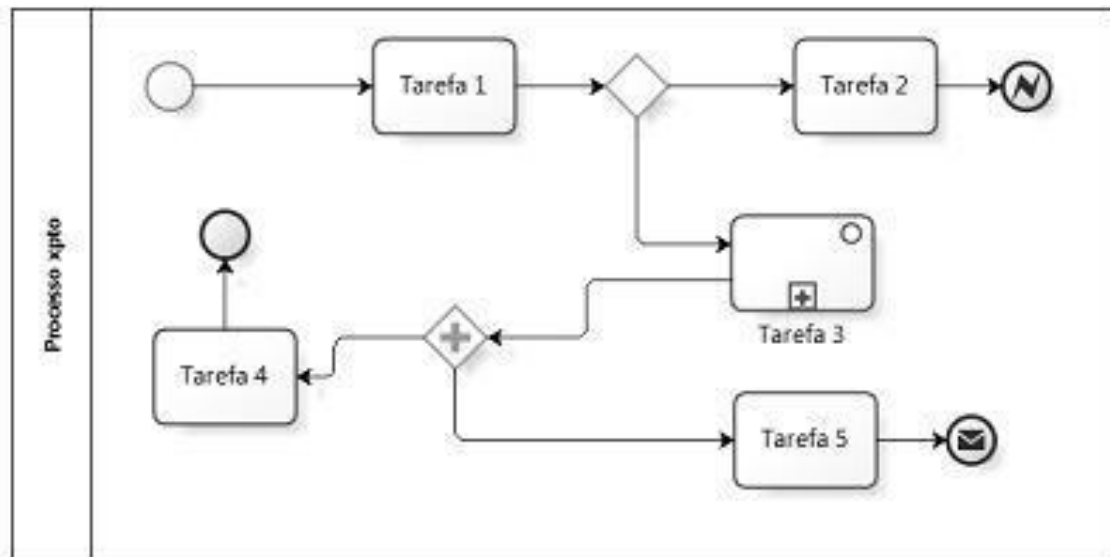 Processo xpto
Tarefa 1
Tarefa 2
Tarefa 3
Tarefa 4
Tarefa 5